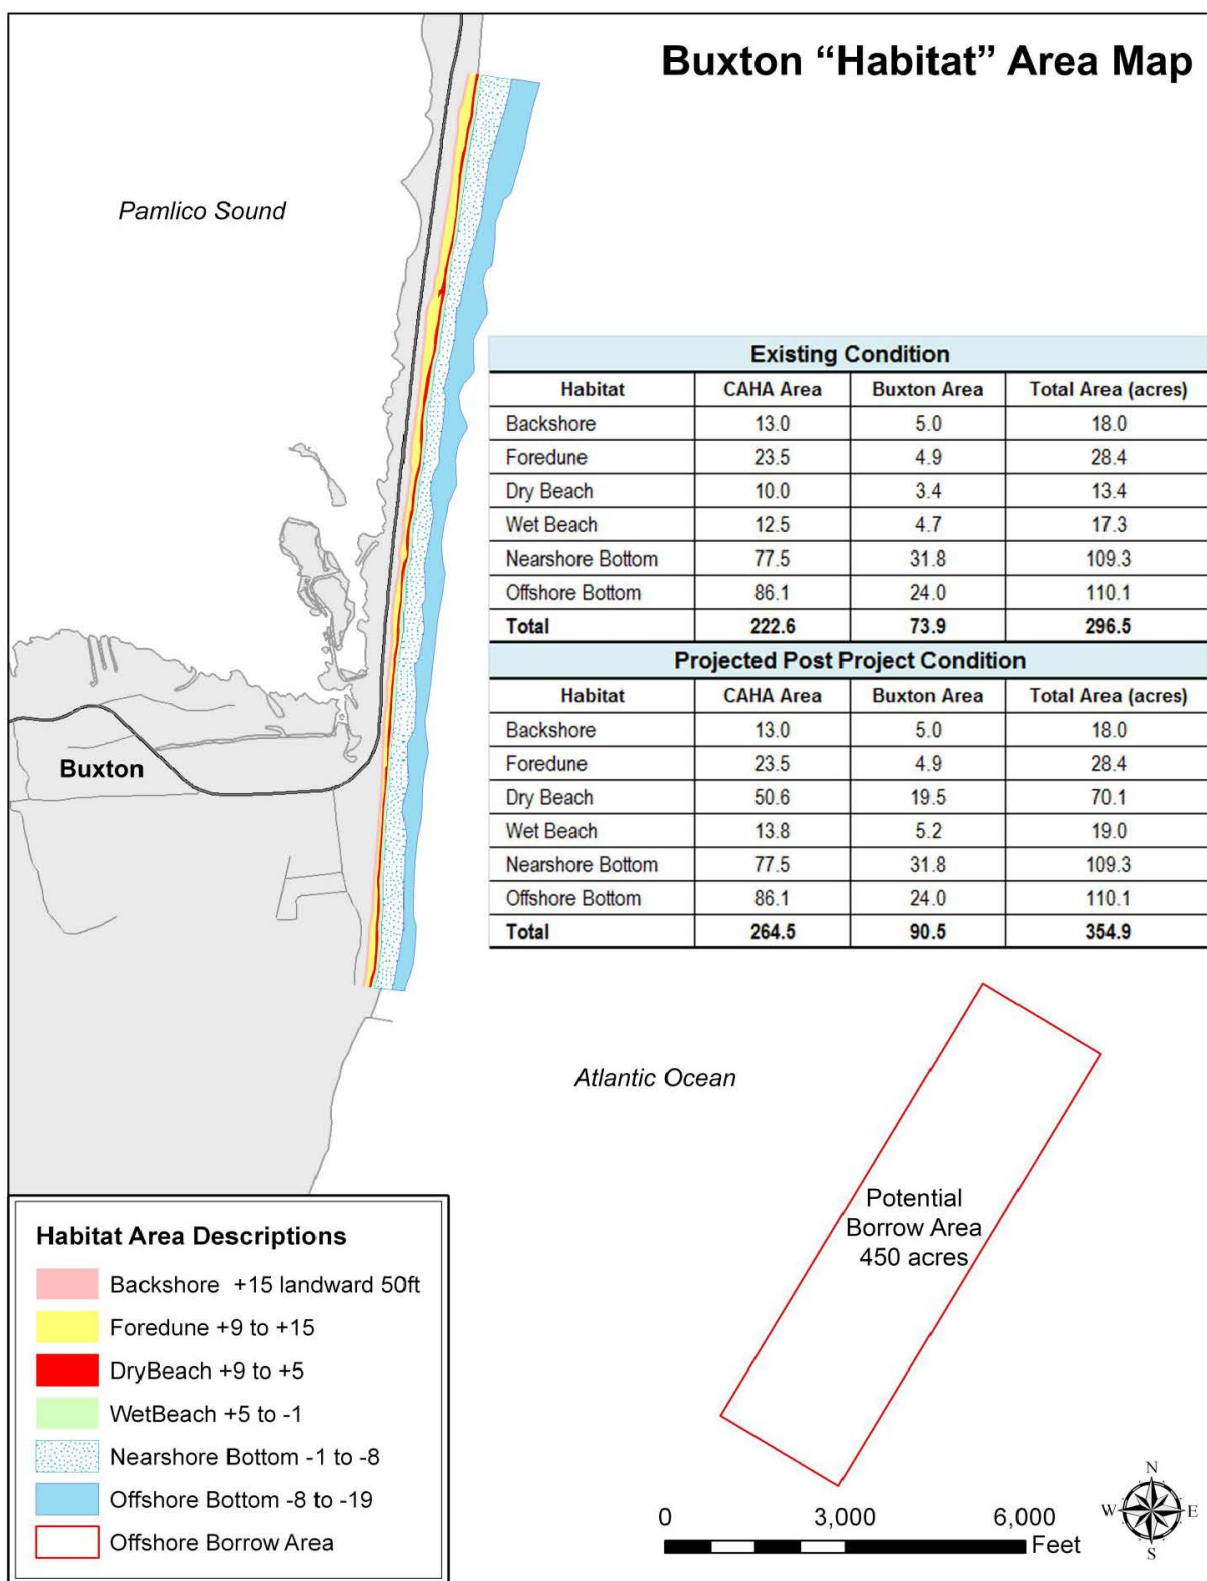 Buxton “Habitat” Area Map
Pamlico Sound
Existing Condition
Habitat CAHA Area Buxton Area Total Area (acres)
Backshore 13.0 5.0 18.0
Foredune 23.5 4.9 28.4
Dry Beach 10.0 3.4 13.4
Wet Beach 12.5 4.7 17.3
Nearshore Bottom 77.5 31.8 109.3
Offshore Bottom 86.1 24.0 110.1
Total 222.6 73.9 296.5
Projected Post Project Condition
Habitat CAHA Area Buxton Area Total Area (acres)
Backshore 13.0 5.0 18.0
Foredune 23.5 4.9 28.4
Dry Beach 50.6 19.5 70.1
Wet Beach 13.8 5.2 19.0
Nearshore Bottom 77.5 31.8 109.3
Offshore Bottom 86.1 24.0 110.1
Total 264.5 90.5 354.9
Buxton
Atlantic Ocean
Potential
Borrow Area
450 acres
Habitat Area Descriptions
Backshore +15 landward 50ft
Foredune +9 to +15
DryBeach +9 to +5
WetBeach +5 to -1
Nearshore Bottom -1 to -8
Offshore Bottom -8 to -19
Offshore Borrow Area
0 3,000 6,000
Feet
N
W E
S